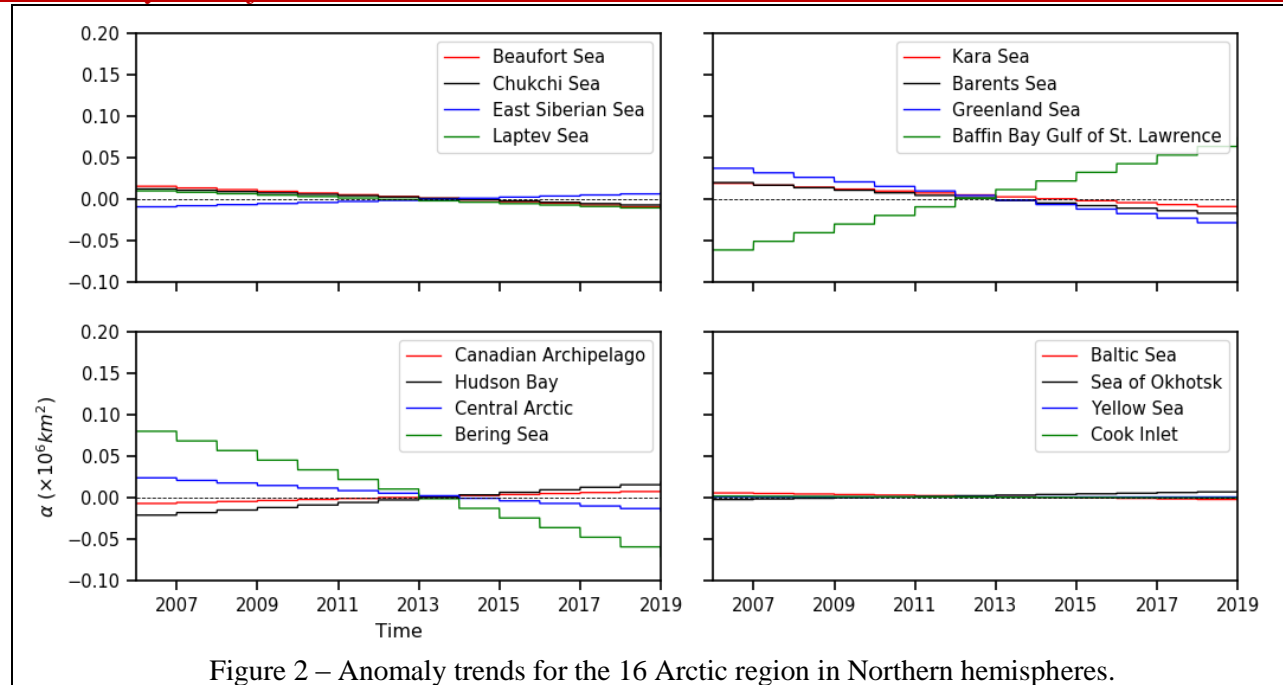 0.20
0.15
0.10
0.05
0.00
−0.05
−0.10
Beaufort Sea
Chukchi Sea
East Siberian Sea
Laptev Sea
Kara Sea
Barents Sea
Greenland Sea
Baffin Bay Gulf of St. Lawrence
0.20
0.15
0.10
0.05
0.00
−0.05
−0.10
α (×10⁶km²)
Canadian Archipelago
Hudson Bay
Central Arctic
Bering Sea
2007 2009 2011 2013 2015 2017 2019
Time
Baltic Sea
Sea of Okhotsk
Yellow Sea
Cook Inlet
2007 2009 2011 2013 2015 2017 2019
Figure 2 – Anomaly trends for the 16 Arctic region in Northern hemispheres.